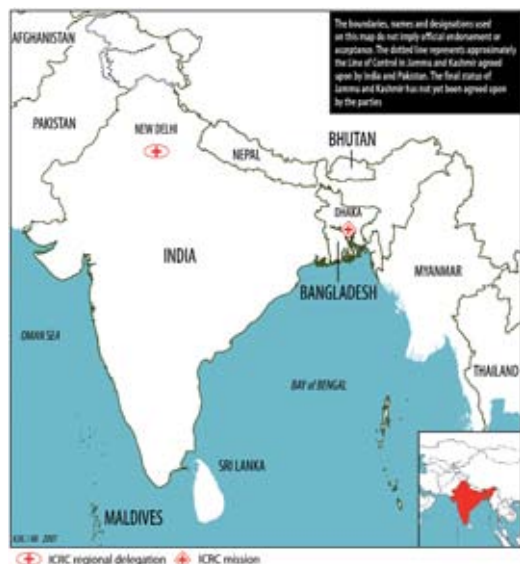 The boundaries, names and designations used
on this map do not imply official endorsement or
acceptance. The dotted line represents approximately
the Line of Control in Jammu and Kashmir agreed
upon by India and Pakistan. The final status of
Jammu and Kashmir has not yet been agreed upon
by the parties
AFGHANISTAN
PAKISTAN
NEW DELHI
NEPAL
BHUTAN
DHAKA
INDIA
MYANMAR
BANGLADESH
OMAN SEA
BAY of BENGAL
THAILAND
SRI LANKA
MALDIVES
2007
ICRC regional delegation
ICRC mission